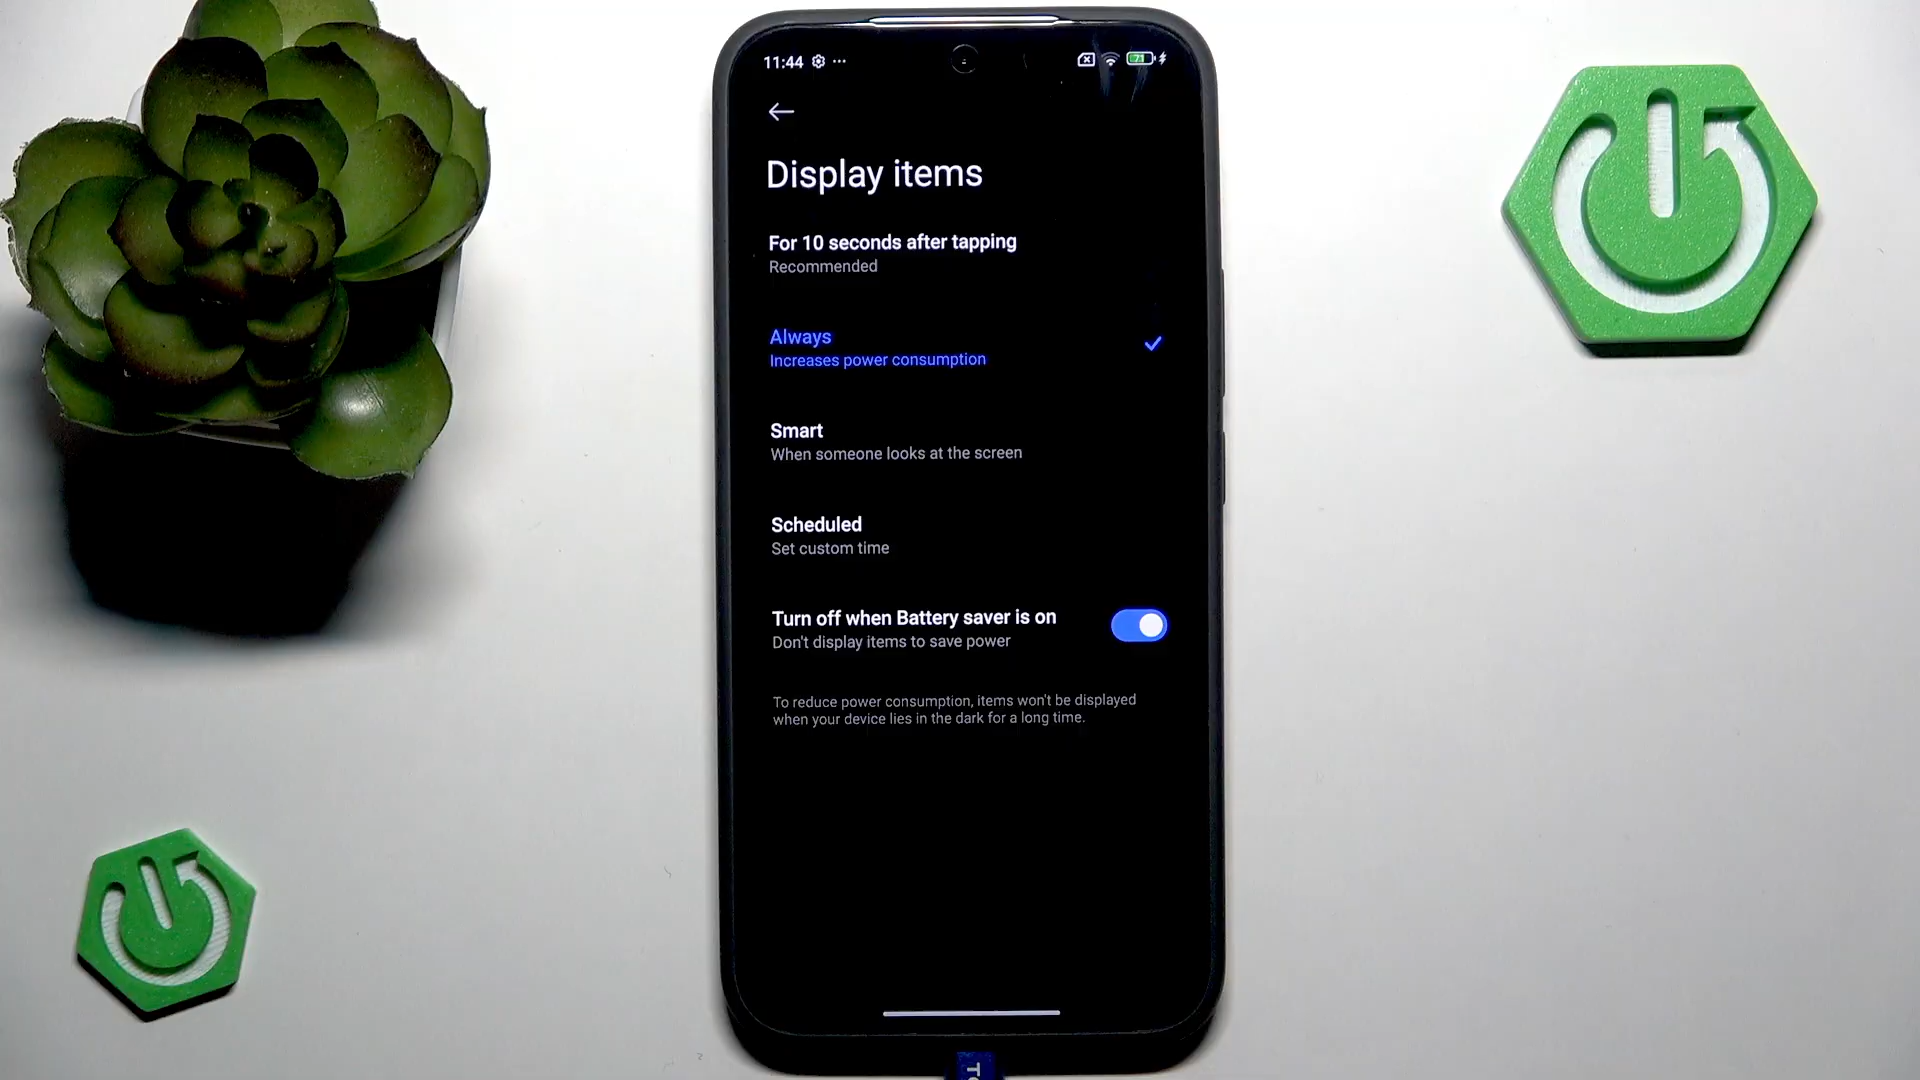 11:44
71
Display items
For 10 seconds after tapping
Recommended
Always
Increases power consumption
Smart
When someone looks at the screen
Scheduled
Set custom time
Turn off when Battery saver is on
Don't display items to save power
To reduce power consumption, items won't be displayed
when your device lies in the dark for a long time.